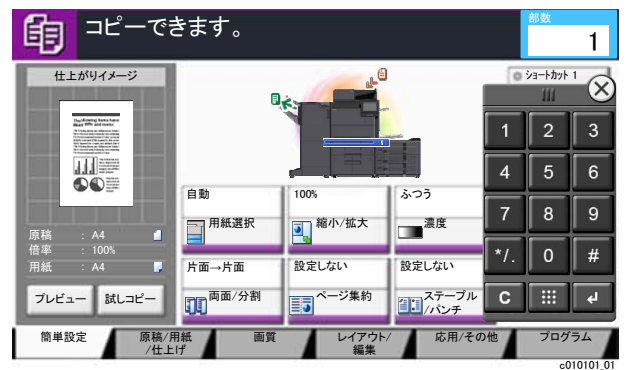 コピーできます。
部数
1
仕上がりイメージ
原稿 : A4
倍率 : 100%
用紙 : A4
プレビュー
試しコピー
ショートカット 1
自動
用紙選択
100%
縮小/拡大
ふつう
濃度
片面→片面
両面/分割
設定しない
ページ集約
設定しない
ステープル
/パンチ
1 2 3
4 5 6
7 8 9
*/. 0 #
C
簡単設定
原稿/用紙
/仕上げ
画質
レイアウト/
編集
応用/その他
プログラム
c010101_01